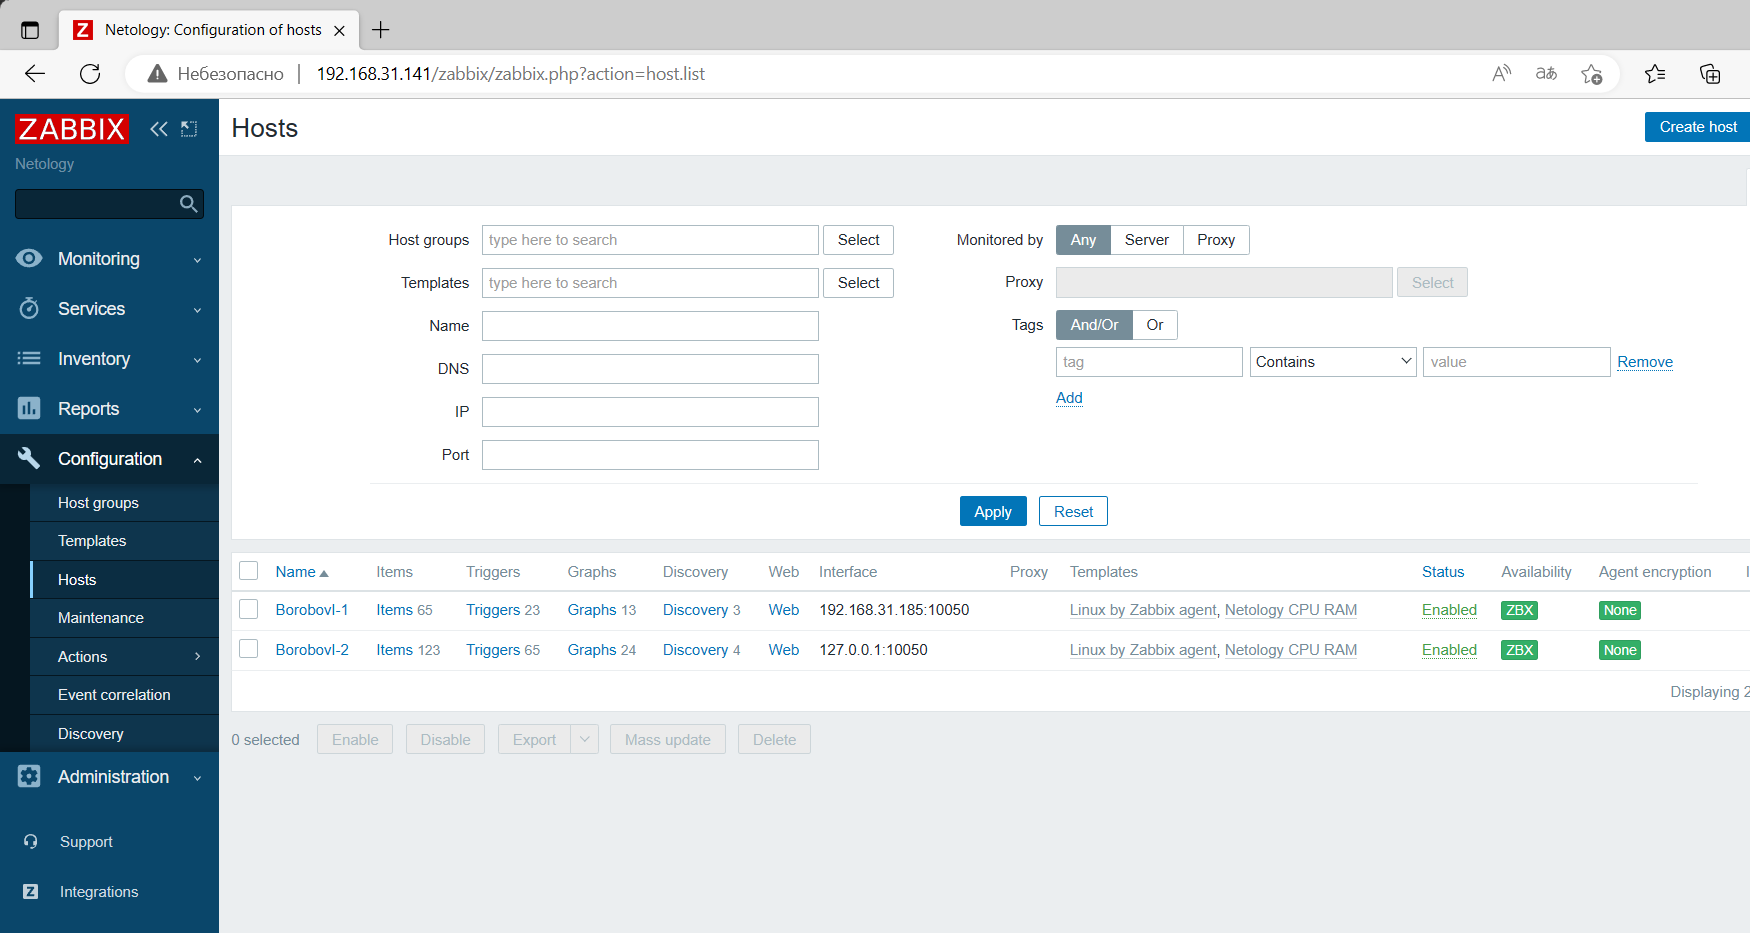 Netology: Configuration of hosts
Небезопасно 192.168.31.141/zabbix/zabbix.php?action=host.list
ZABBIX
Netology
Monitoring
Services
Inventory
Reports
Configuration
Host groups
Templates
Hosts
Maintenance
Actions
Event correlation
Discovery
Administration
Support
Integrations
Hosts
Create host
Host groups type here to search Select
Templates type here to search Select
Name
DNS
IP
Port
Monitored by Any Server Proxy
Proxy Select
Tags And/Or Or
tag Contains value Remove
Add
Apply Reset
Name Items Triggers Graphs Discovery Web Interface Proxy Templates Status Availability Agent encryption
Borobovl-1 Items 65 Triggers 23 Graphs 13 Discovery 3 Web 192.168.31.185:10050 Linux by Zabbix agent, Netology CPU RAM Enabled ZBX None
Borobovl-2 Items 123 Triggers 65 Graphs 24 Discovery 4 Web 127.0.0.1:10050 Linux by Zabbix agent, Netology CPU RAM Enabled ZBX None
Displaying 2
0 selected Enable Disable Export Mass update Delete